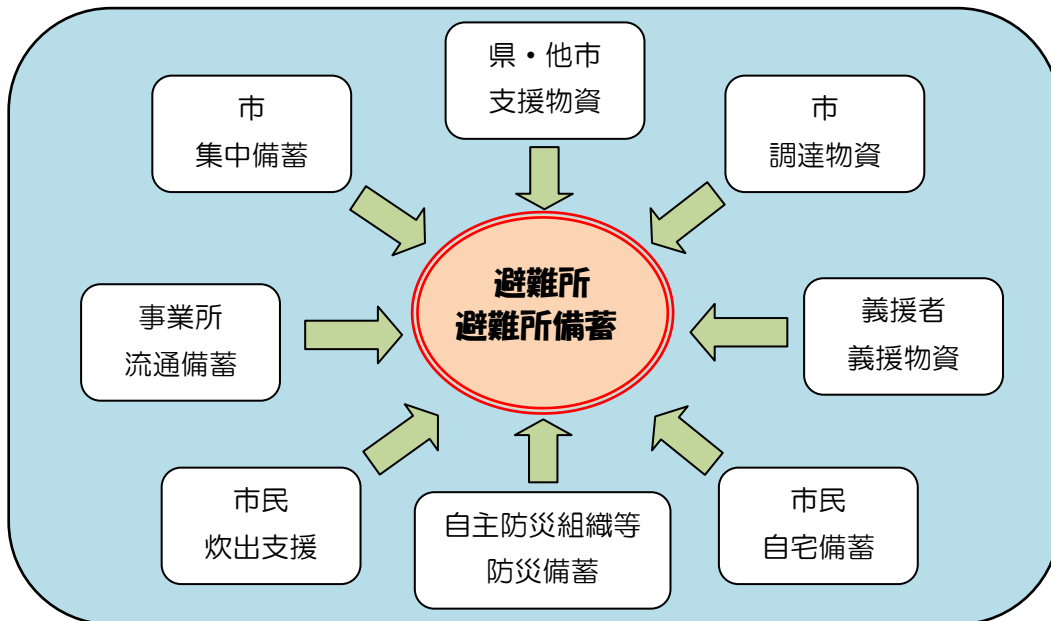 県・他市
支援物資
市
集中備蓄
市
調達物資
避難所
避難所備蓄
事業所
流通備蓄
義援者
義援物資
市民
炊出支援
自主防災組織等
防災備蓄
市民
自宅備蓄